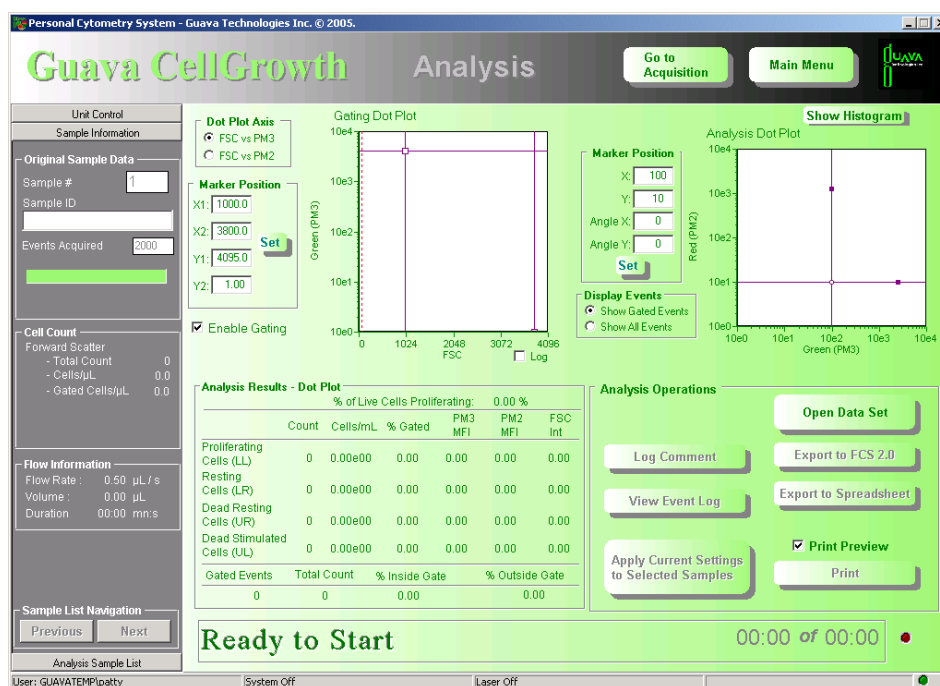 Personal Cytometry System - Guava Technologies Inc. © 2005.
Guava CellGrowth Analysis
Go to Acquisition
Main Menu
GUAVA
Unit Control
Sample Information
Original Sample Data
Sample # 1
Sample ID
Events Acquired 2000
Cell Count
Forward Scatter
- Total Count 0
- Cells/µL 0.0
- Gated Cells/µL 0.0
Flow Information
Flow Rate : 0.50 µL / s
Volume : 0.00 µL
Duration 00:00 mn:s
Sample List Navigation
Previous Next
Analysis Sample List
Dot Plot Axis
FSC vs PM3
FSC vs PM2
Marker Position
X1: 1000.0
X2: 3800.0
Y1: 4095.0
Y2: 1.00
Set
Enable Gating
Gating Dot Plot
Green (PM3)
10e4
10e3
10e2
10e1
10e0
0 1024 2048 3072 4096
FSC
Log
Marker Position
X: 100
Y: 10
Angle X: 0
Angle Y: 0
Set
Display Events
Show Gated Events
Show All Events
Show Histogram
Analysis Dot Plot
Red (PM2)
10e4
10e3
10e2
10e1
10e0
10e0 10e1 10e2 10e3 10e4
Green (PM3)
Analysis Results - Dot Plot
% of Live Cells Proliferating: 0.00 %
Count Cells/mL % Gated PM3 MFI PM2 MFI FSC Int
Proliferating Cells (LL) 0 0.00e00 0.00 0.00 0.00 0.00
Resting Cells (LR) 0 0.00e00 0.00 0.00 0.00 0.00
Dead Resting Cells (UR) 0 0.00e00 0.00 0.00 0.00 0.00
Dead Stimulated Cells (UL) 0 0.00e00 0.00 0.00 0.00 0.00
Gated Events Total Count % Inside Gate % Outside Gate
0 0 0.00 0.00
Analysis Operations
Open Data Set
Log Comment
Export to FCS 2.0
View Event Log
Export to Spreadsheet
Print Preview
Apply Current Settings to Selected Samples
Print
Ready to Start 00:00 of 00:00
User: GUAVATEMP\patty System Off Laser Off